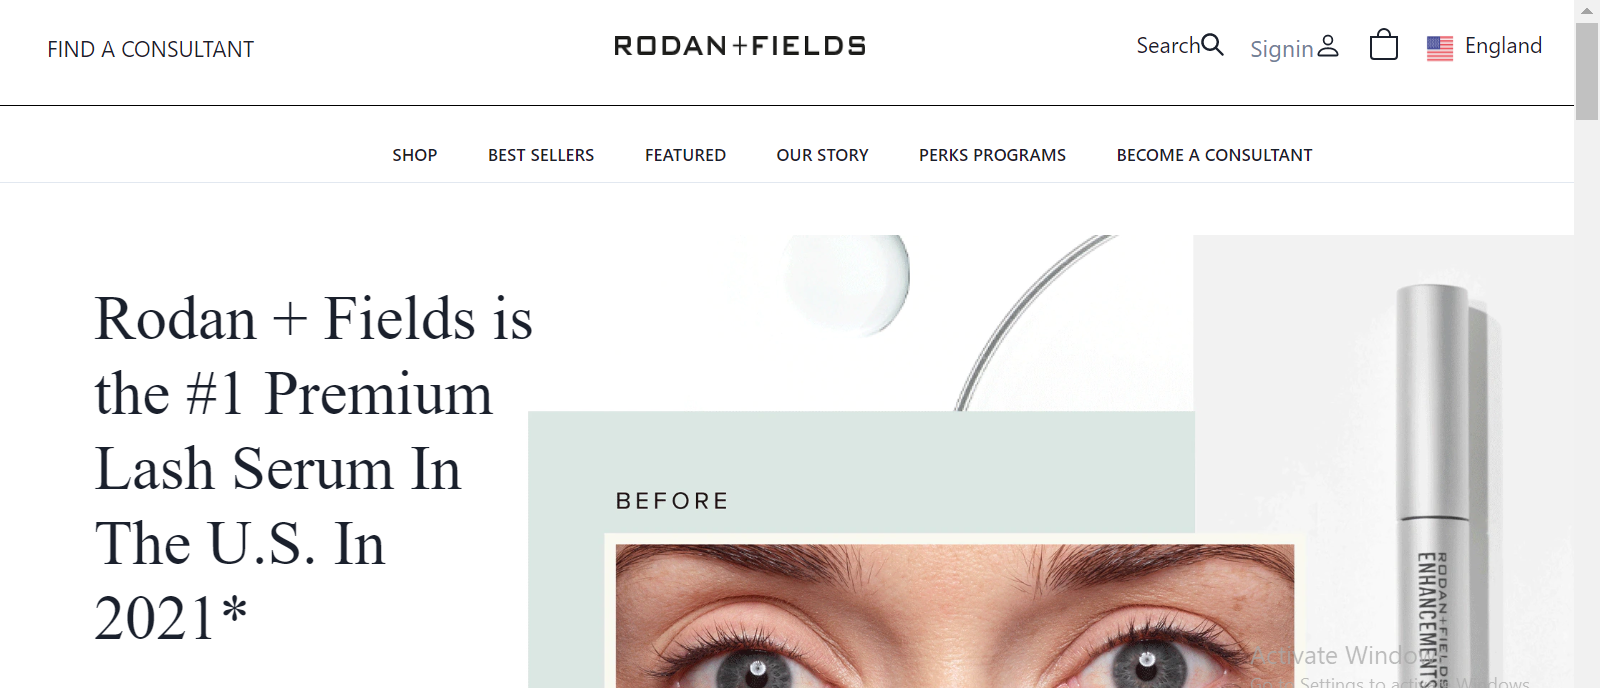 FIND A CONSULTANT
RODAN+FIELDS
Search
Signin
England
SHOP
BEST SELLERS
FEATURED
OUR STORY
PERKS PROGRAMS
BECOME A CONSULTANT
Rodan + Fields is
the #1 Premium
Lash Serum In
The U.S. In
2021*
BEFORE
RODAN+FIELDS
ENHANCEMENTS
Activate Windows
Go to Settings to activate Windows.